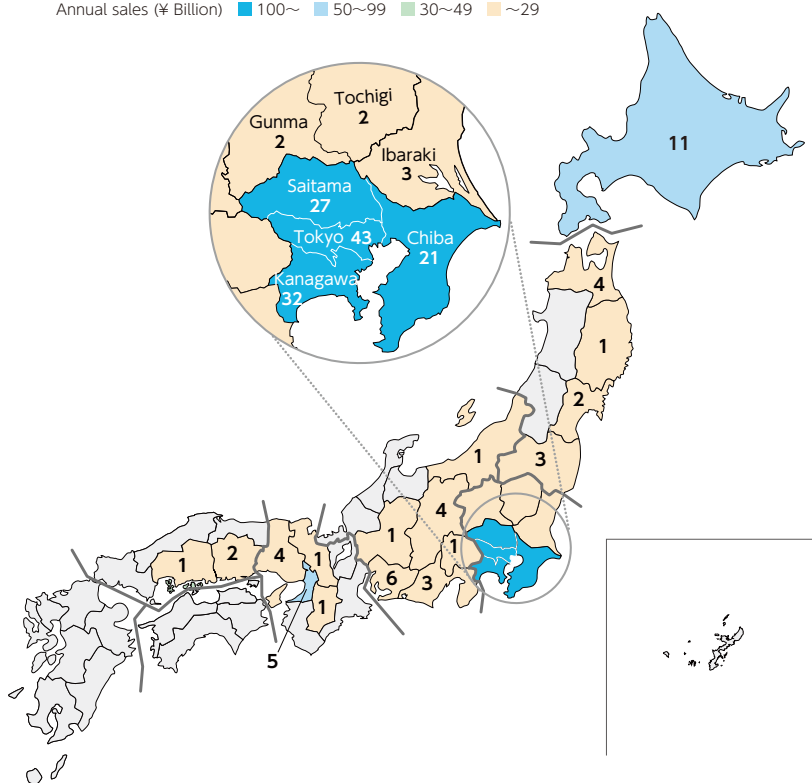 Annual sales (¥ Billion) 100～ 50～99 30～49 ～29
Tochigi
2
Gunma
2
Ibaraki
3
Saitama
27
Tokyo 43
Chiba
21
Kanagawa
32
11
4
1
2
3
1
4
1
1
6
3
4
1
2
1
1
5